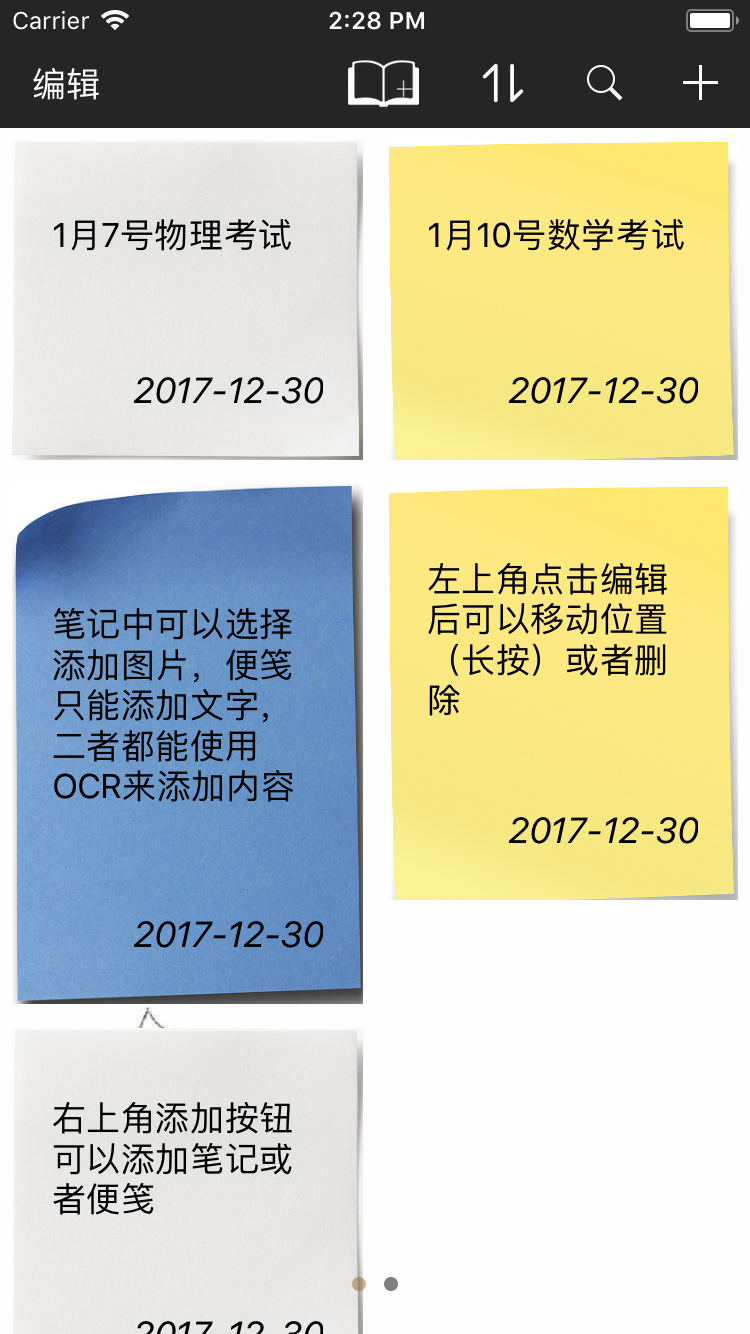 Carrier 2:28 PM
编辑
1月7号物理考试
2017-12-30
1月10号数学考试
2017-12-30
笔记中可以选择
添加图片，便笺
只能添加文字，
二者都能使用
OCR来添加内容
2017-12-30
左上角点击编辑
后可以移动位置
（长按）或者删
除
2017-12-30
右上角添加按钮
可以添加笔记或
者便笺
2017-12-30